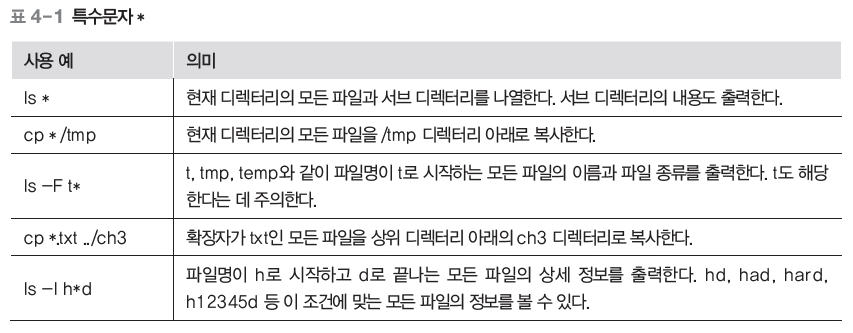 표 4-1 특수문자 *
사용 예 의미
ls * 현재 디렉터리의 모든 파일과 서브 디렉터리를 나열한다. 서브 디렉터리의 내용도 출력한다.
cp * /tmp 현재 디렉터리의 모든 파일을 /tmp 디렉터리 아래로 복사한다.
ls -F t* t, tmp, temp와 같이 파일명이 t로 시작하는 모든 파일의 이름과 파일 종류를 출력한다. t도 해당
한다는 데 주의한다.
cp *.txt ../ch3 확장자가 txt인 모든 파일을 상위 디렉터리 아래의 ch3 디렉터리로 복사한다.
ls -l h*d 파일명이 h로 시작하고 d로 끝나는 모든 파일의 상세 정보를 출력한다. hd, had, hard,
h12345d 등 이 조건에 맞는 모든 파일의 정보를 볼 수 있다.